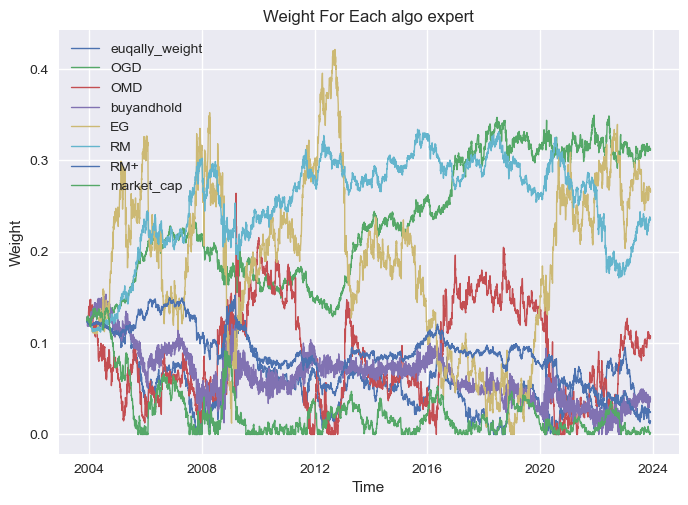 Weight For Each algo expert
euqally_weight
OGD
OMD
buyandhold
EG
RM
RM+
market_cap
0.4
0.3
0.2
0.1
0.0
Weight
2004 2008 2012 2016 2020 2024
Time